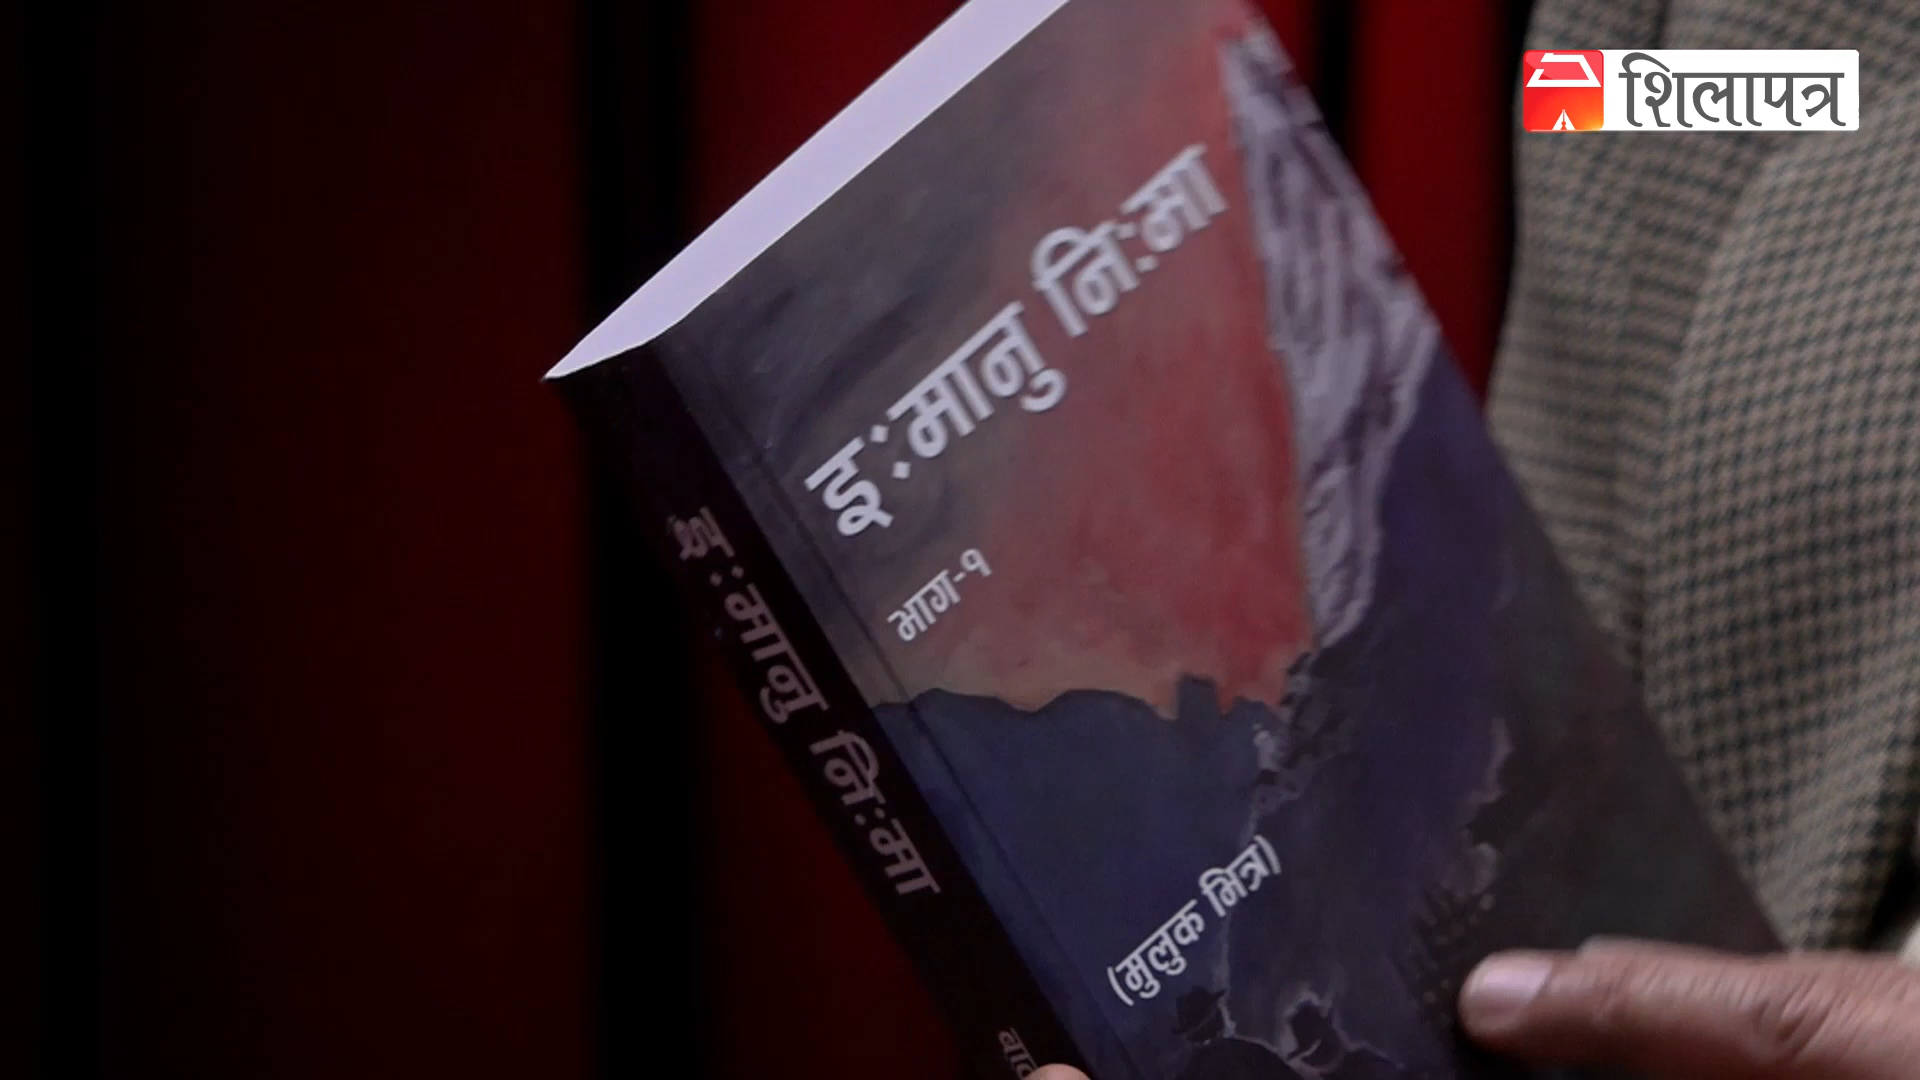 शिलापत्र
इ:मानु नि:मा
भाग-१
(मुलुक भित्र)
इ:मानु नि:मा